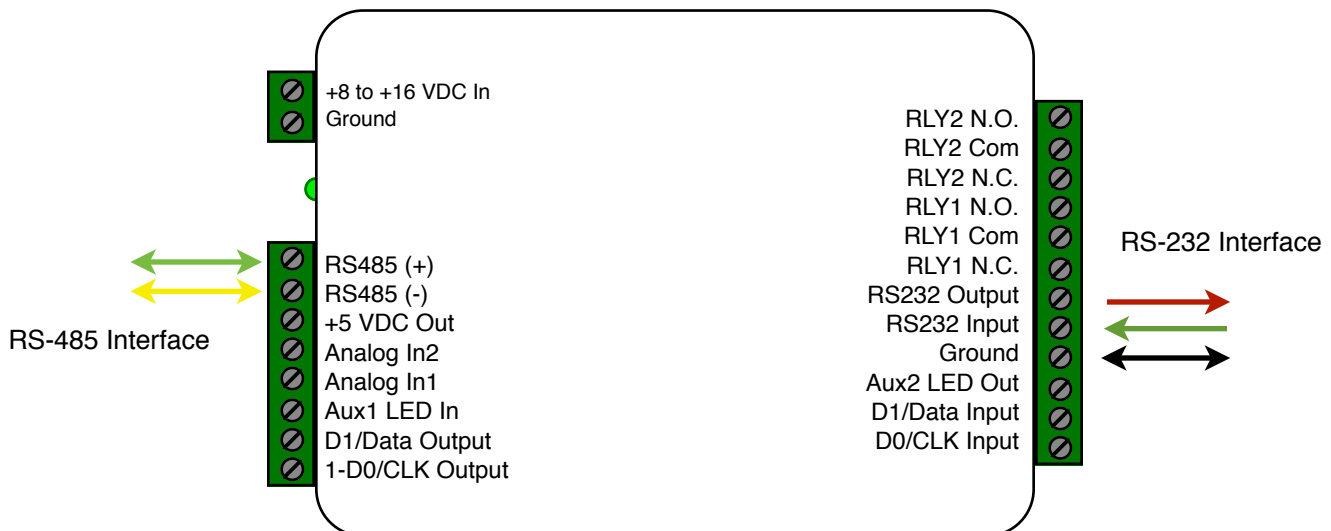 +8 to +16 VDC In
Ground
RS485 (+)
RS485 (-)
+5 VDC Out
Analog In2
Analog In1
Aux1 LED In
D1/Data Output
1-D0/CLK Output
RS-485 Interface
RLY2 N.O.
RLY2 Com
RLY2 N.C.
RLY1 N.O.
RLY1 Com
RLY1 N.C.
RS232 Output
RS232 Input
Ground
Aux2 LED Out
D1/Data Input
D0/CLK Input
RS-232 Interface